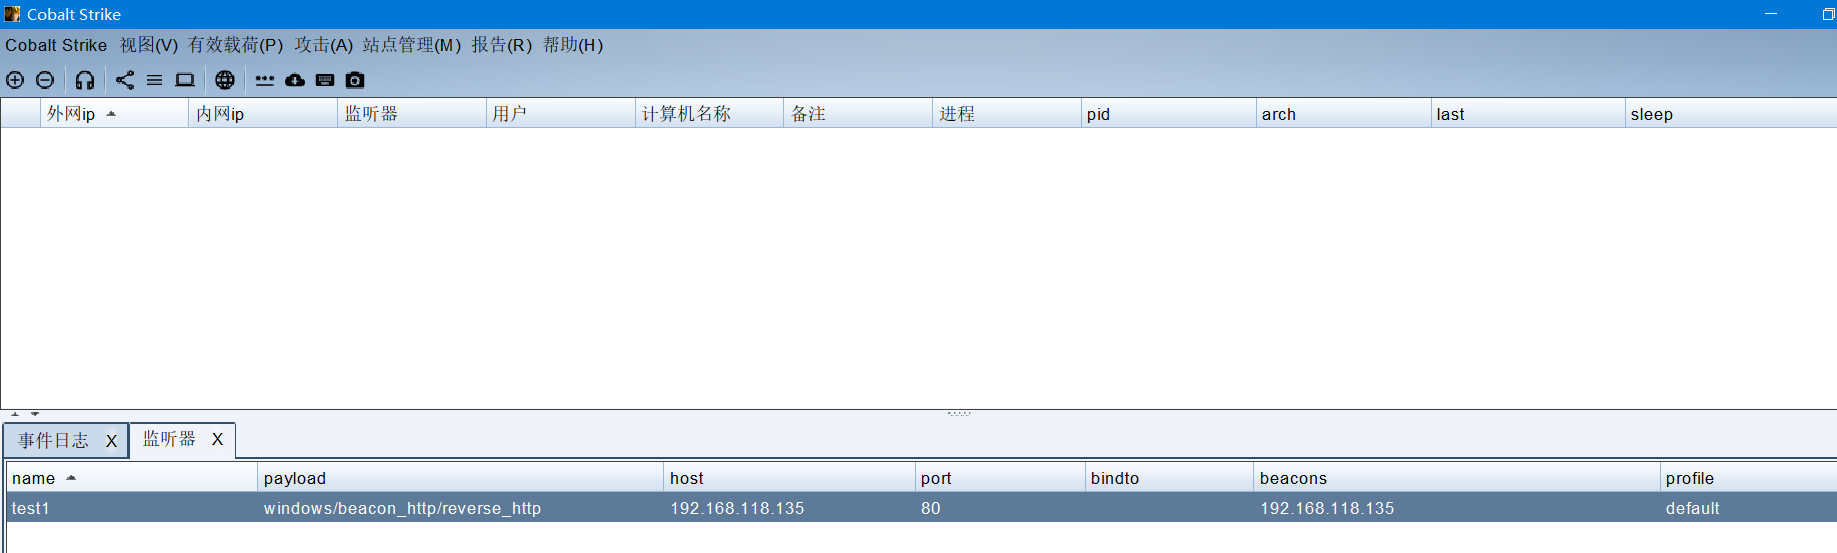 Cobalt Strike
Cobalt Strike 视图(V) 有效载荷(P) 攻击(A) 站点管理(M) 报告(R) 帮助(H)
外网ip 内网ip 监听器 用户 计算机名称 备注 进程 pid arch last sleep
事件日志 X 监听器 X
name payload host port bindto beacons profile
test1 windows/beacon_http/reverse_http 192.168.118.135 80 192.168.118.135 default